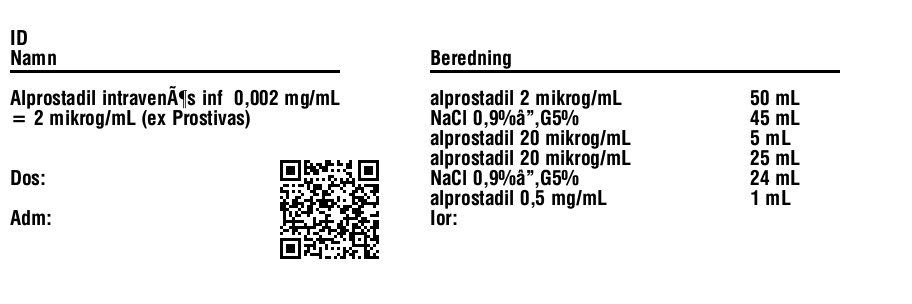 ID
Namn
Alprostadil intravenÃ¶s inf 0,002 mg/mL
= 2 mikrog/mL (ex Prostivas)
Dos:
Adm:
Beredning
alprostadil 2 mikrog/mL 50 mL
NaCl 0,9%â”‚G5% 45 mL
alprostadil 20 mikrog/mL 5 mL
alprostadil 20 mikrog/mL 25 mL
NaCl 0,9%â”‚G5% 24 mL
alprostadil 0,5 mg/mL 1 mL
lor: